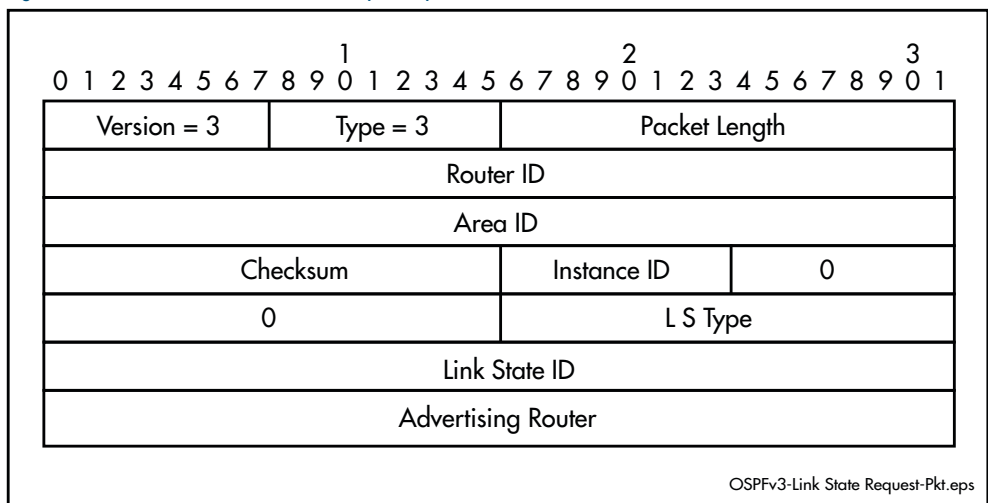 1 2 3
0 1 2 3 4 5 6 7 8 9 0 1 2 3 4 5 6 7 8 9 0 1 2 3 4 5 6 7 8 9 0 1
Version = 3 Type = 3 Packet Length
Router ID
Area ID
Checksum Instance ID 0
0 L S Type
Link State ID
Advertising Router
OSPFv3-Link State Request-Pkt.eps